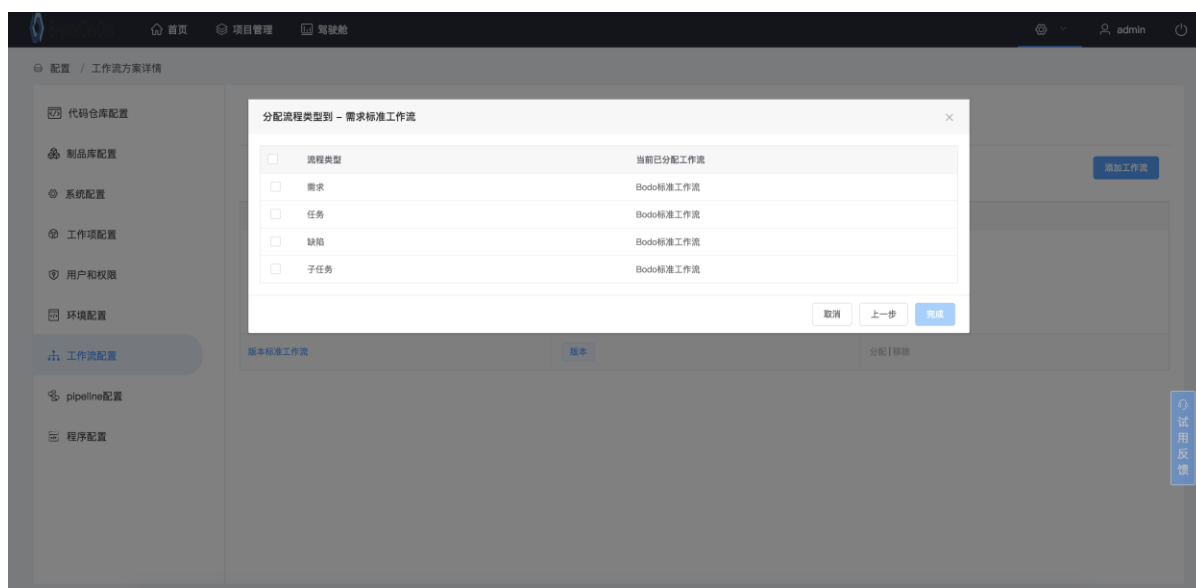 首页 项目管理 驾驶舱 admin
配置 / 工作流方案详情
代码仓库配置
制品库配置
系统配置
工作项配置
用户和权限
环境配置
工作流配置
pipeline配置
程序配置
分配流程类型到 – 需求标准工作流
流程类型 当前已分配工作流
需求 Bodo标准工作流
任务 Bodo标准工作流
缺陷 Bodo标准工作流
子任务 Bodo标准工作流
取消 上一步 完成
添加工作流
版本标准工作流 版本 分配 | 移除
试用反馈